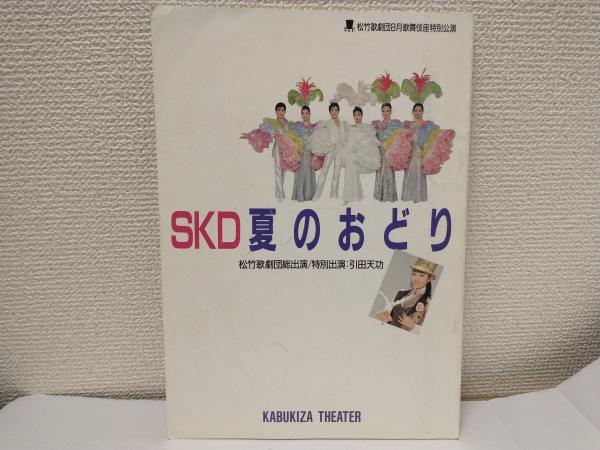 松竹歌劇団8月歌舞伎座特別公演
SKD夏のおどり
松竹歌劇団総出演/特別出演:引田天功
KABUKIZA THEATER